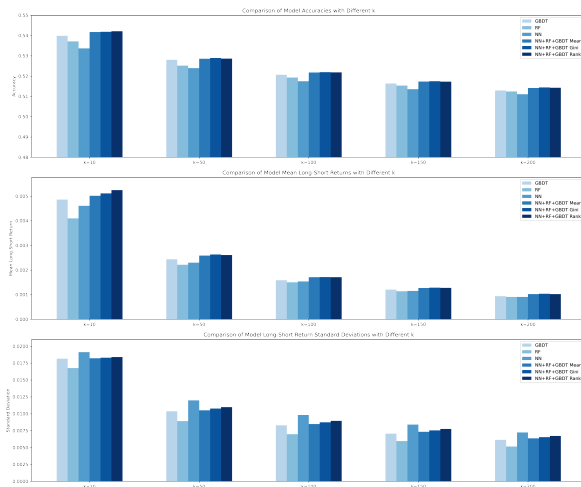 Comparison of Model Accuracies with Different k
0.55
0.54
0.53
0.52
0.51
0.50
0.49
0.48
Accuracy
k=10
k=50
k=100
k=150
k=200
GBDT
RF
NN
NN+RF+GBDT Mean
NN+RF+GBDT Gini
NN+RF+GBDT Rank
Comparison of Model Mean Long-Short Returns with Different k
0.005
0.004
0.003
0.002
0.001
0.000
Mean Long-Short Return
k=10
k=50
k=100
k=150
k=200
GBDT
RF
NN
NN+RF+GBDT Mean
NN+RF+GBDT Gini
NN+RF+GBDT Rank
Comparison of Model Long-Short Return Standard Deviations with Different k
0.0200
0.0175
0.0150
0.0125
0.0100
0.0075
0.0050
0.0025
0.0000
Standard Deviation
k=10
k=50
k=100
k=150
k=200
GBDT
RF
NN
NN+RF+GBDT Mean
NN+RF+GBDT Gini
NN+RF+GBDT Rank